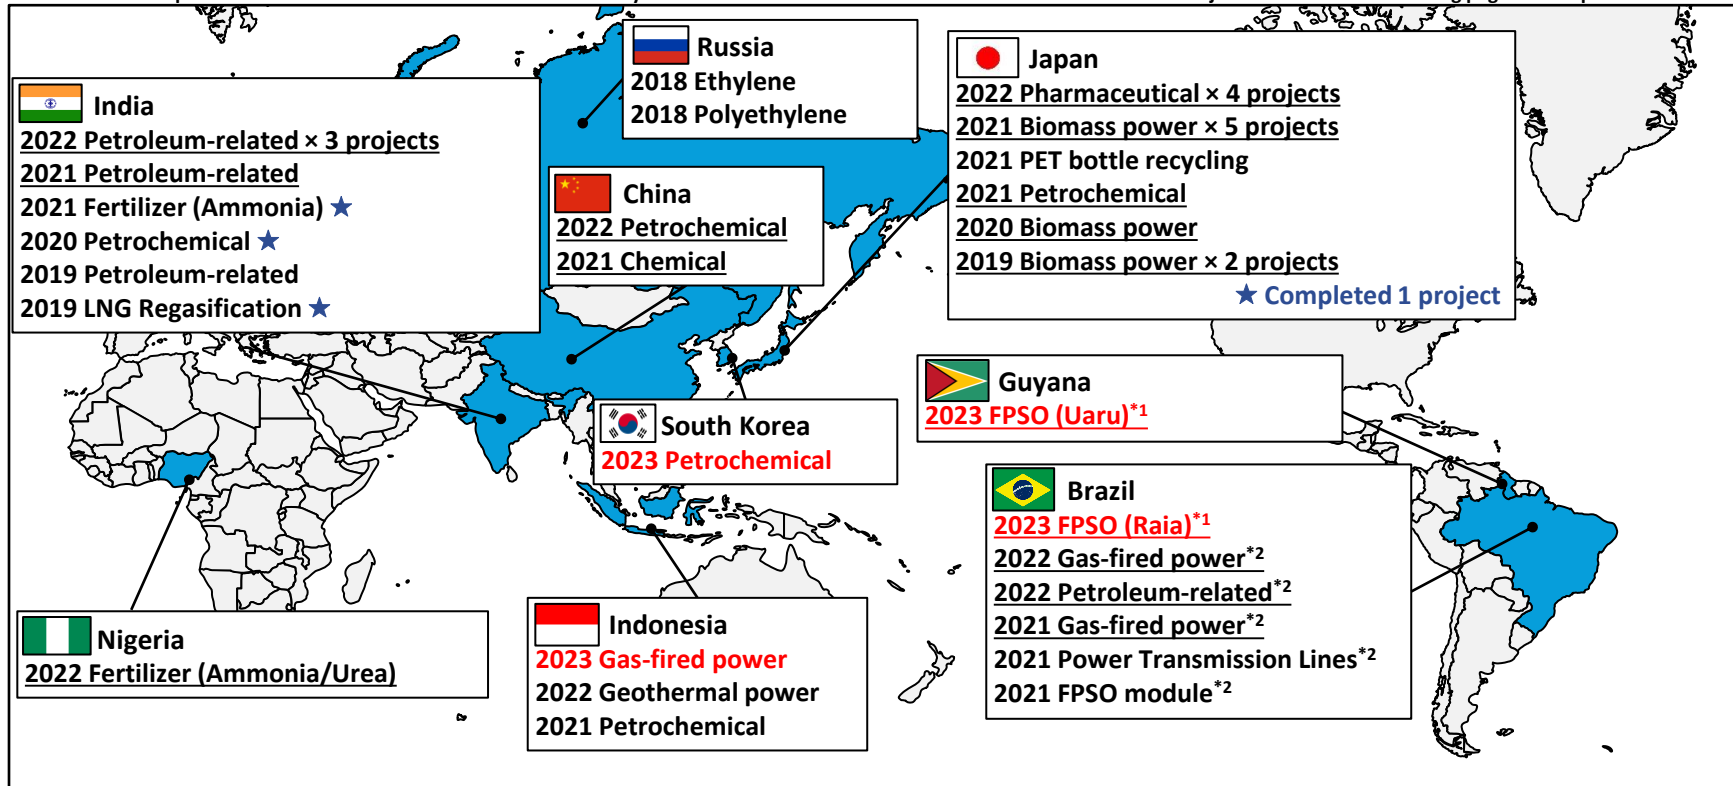 India
2022 Petroleum-related × 3 projects
2021 Petroleum-related
2021 Fertilizer (Ammonia) ★
2020 Petrochemical ★
2019 Petroleum-related
2019 LNG Regasification ★
Russia
2018 Ethylene
2018 Polyethylene
China
2022 Petrochemical
2021 Chemical
Japan
2022 Pharmaceutical × 4 projects
2021 Biomass power × 5 projects
2021 PET bottle recycling
2021 Petrochemical
2020 Biomass power
2019 Biomass power × 2 projects
★ Completed 1 project
South Korea
2023 Petrochemical
Guyana
2023 FPSO (Uaru)*1
Brazil
2023 FPSO (Raia)*1
2022 Gas-fired power*2
2022 Petroleum-related*2
2021 Gas-fired power*2
2021 Power Transmission Lines*2
2021 FPSO module*2
Nigeria
2022 Fertilizer (Ammonia/Urea)
Indonesia
2023 Gas-fired power
2022 Geothermal power
2021 Petrochemical